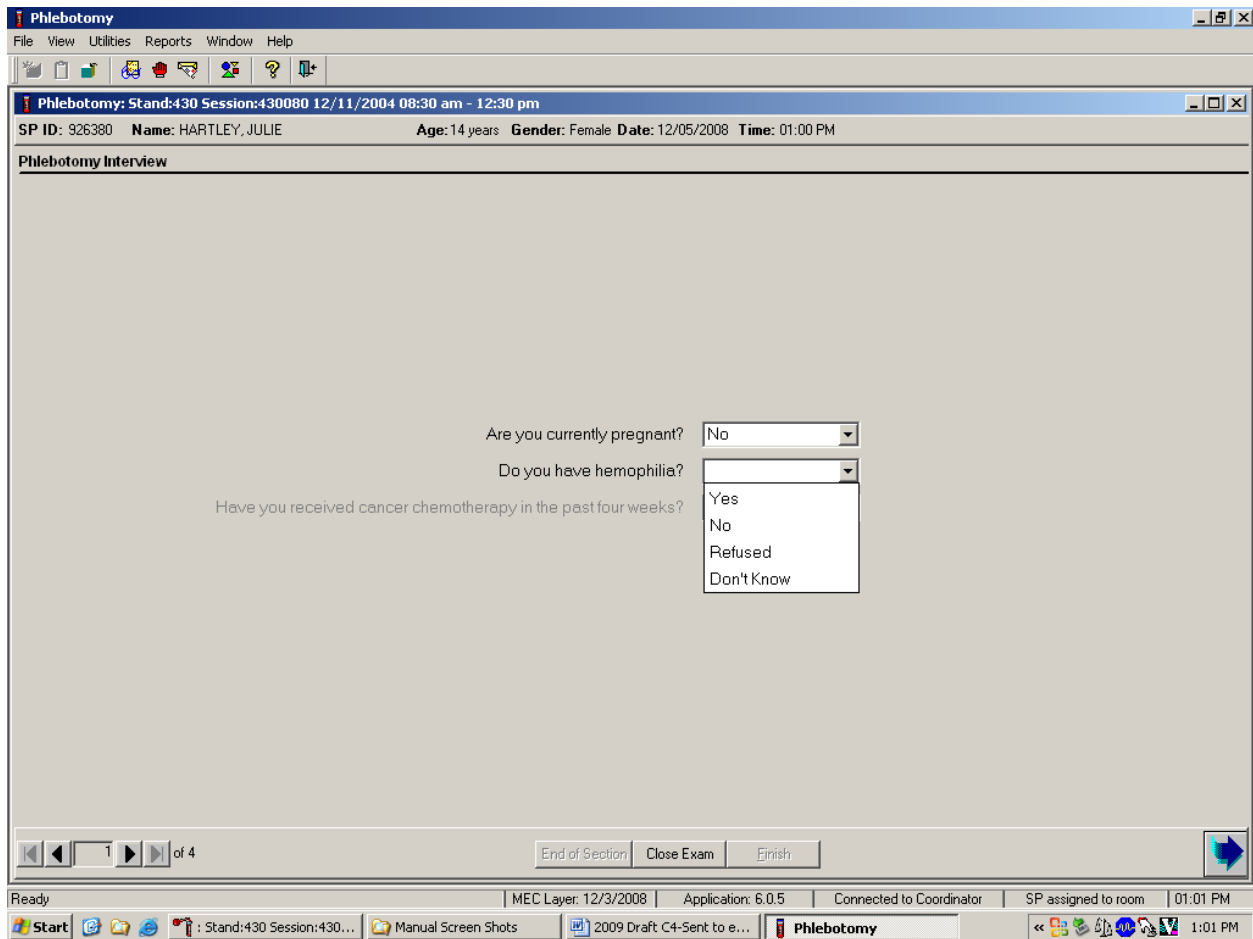 Phlebotomy
File View Utilities Reports Window Help
Phlebotomy: Stand:430 Session:430080 12/11/2004 08:30 am - 12:30 pm
SP ID: 926380 Name: HARTLEY, JULIE Age: 14 years Gender: Female Date: 12/05/2008 Time: 01:00 PM
Phlebotomy Interview
Are you currently pregnant? No
Do you have hemophilia?
Have you received cancer chemotherapy in the past four weeks?
Yes
No
Refused
Don't Know
1 of 4 End of Section Close Exam Finish
Ready MEC Layer: 12/3/2008 Application: 6.0.5 Connected to Coordinator SP assigned to room 01:01 PM
Start : Stand:430 Session:430... Manual Screen Shots 2009 Draft C4-Sent to e... Phlebotomy « 1:01 PM